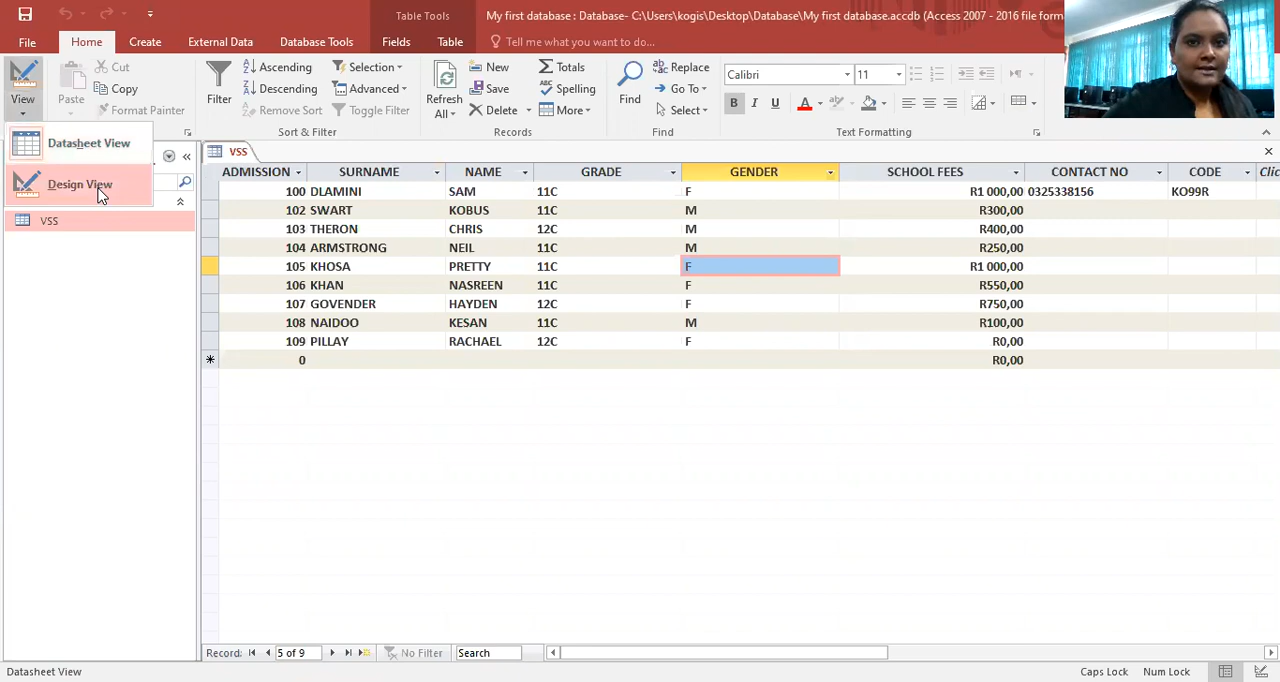 Table Tools
My first database : Database- C:\Users\kogis\Desktop\Database\My first database.accdb (Access 2007 - 2016 file form
File Home Create External Data Database Tools Fields Table Tell me what you want to do...
View
Paste
Cut
Copy
Format Painter
Filter
Ascending
Descending
Remove Sort
Selection
Advanced
Toggle Filter
Sort & Filter
Refresh
All
New
Save
Delete
Totals
Spelling
More
Records
Find
Replace
Go To
Select
Find
Calibri 11
B I U A
Text Formatting
Datasheet View
Design View
VSS
VSS
ADMISSION SURNAME NAME GRADE GENDER SCHOOL FEES CONTACT NO CODE Clic
100 DLAMINI SAM 11C F R1 000,00 0325338156 KO99R
102 SWART KOBUS 11C M R300,00
103 THERON CHRIS 12C M R400,00
104 ARMSTRONG NEIL 11C M R250,00
105 KHOSA PRETTY 11C F R1 000,00
106 KHAN NASREEN 11C F R550,00
107 GOVENDER HAYDEN 12C F R750,00
108 NAIDOO KESAN 11C M R100,00
109 PILLAY RACHAEL 12C F R0,00
0 R0,00
Record: 5 of 9 No Filter Search
Datasheet View Caps Lock Num Lock